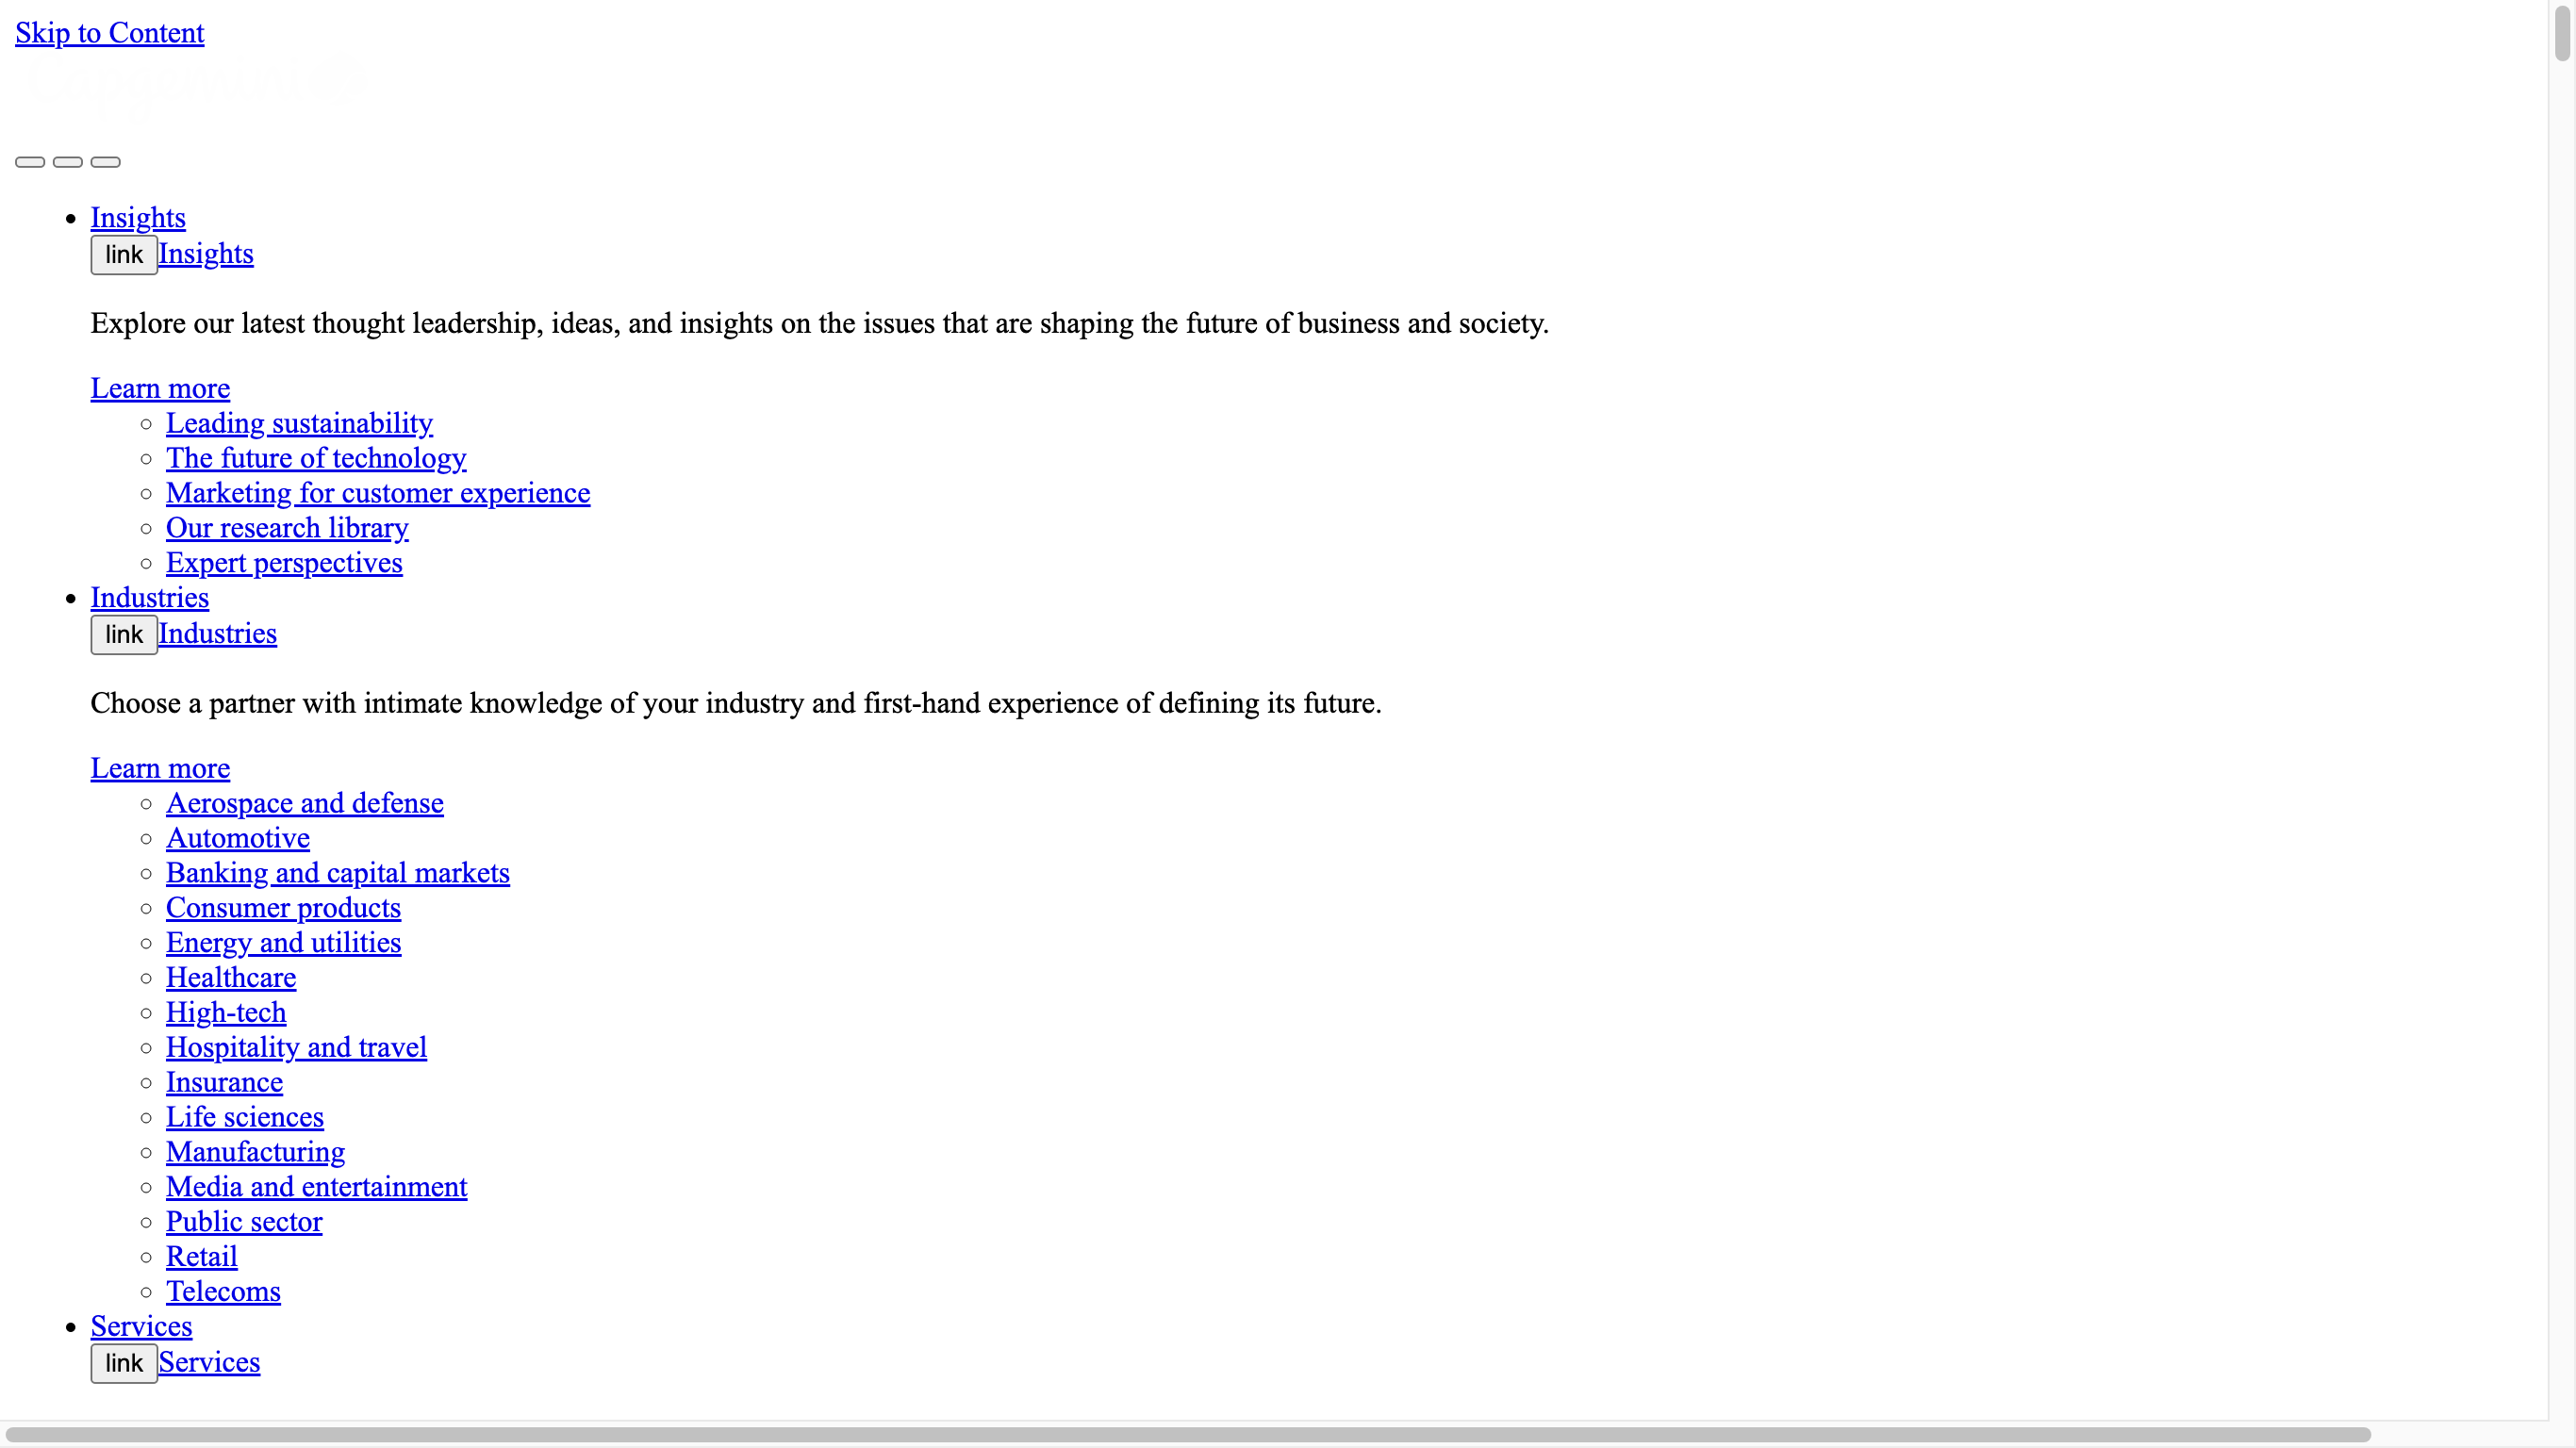 Skip to Content
Insights
link Insights
Explore our latest thought leadership, ideas, and insights on the issues that are shaping the future of business and society.
Learn more
Leading sustainability
The future of technology
Marketing for customer experience
Our research library
Expert perspectives
Industries
link Industries
Choose a partner with intimate knowledge of your industry and first-hand experience of defining its future.
Learn more
Aerospace and defense
Automotive
Banking and capital markets
Consumer products
Energy and utilities
Healthcare
High-tech
Hospitality and travel
Insurance
Life sciences
Manufacturing
Media and entertainment
Public sector
Retail
Telecoms
Services
link Services